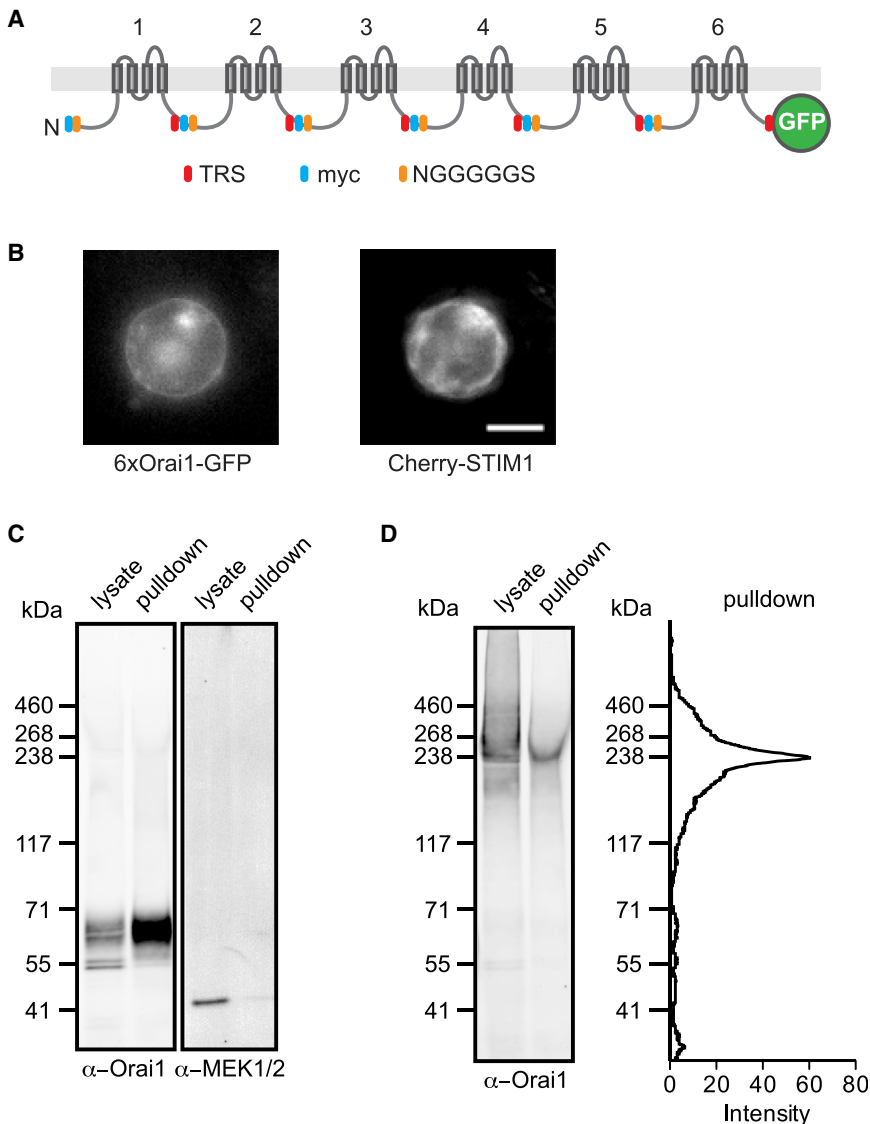 A
1 2 3 4 5 6
N
GFP
TRS myc NGGGGGS
B
6xOrai1-GFP Cherry-STIM1
C
lysate pulldown lysate pulldown
kDa
460
268
238
117
71
55
41
α–Orai1 α–MEK1/2
D
lysate pulldown
kDa
460
268
238
117
71
55
41
α–Orai1
pulldown
kDa
460
268
238
117
71
55
41
0 20 40 60 80
Intensity